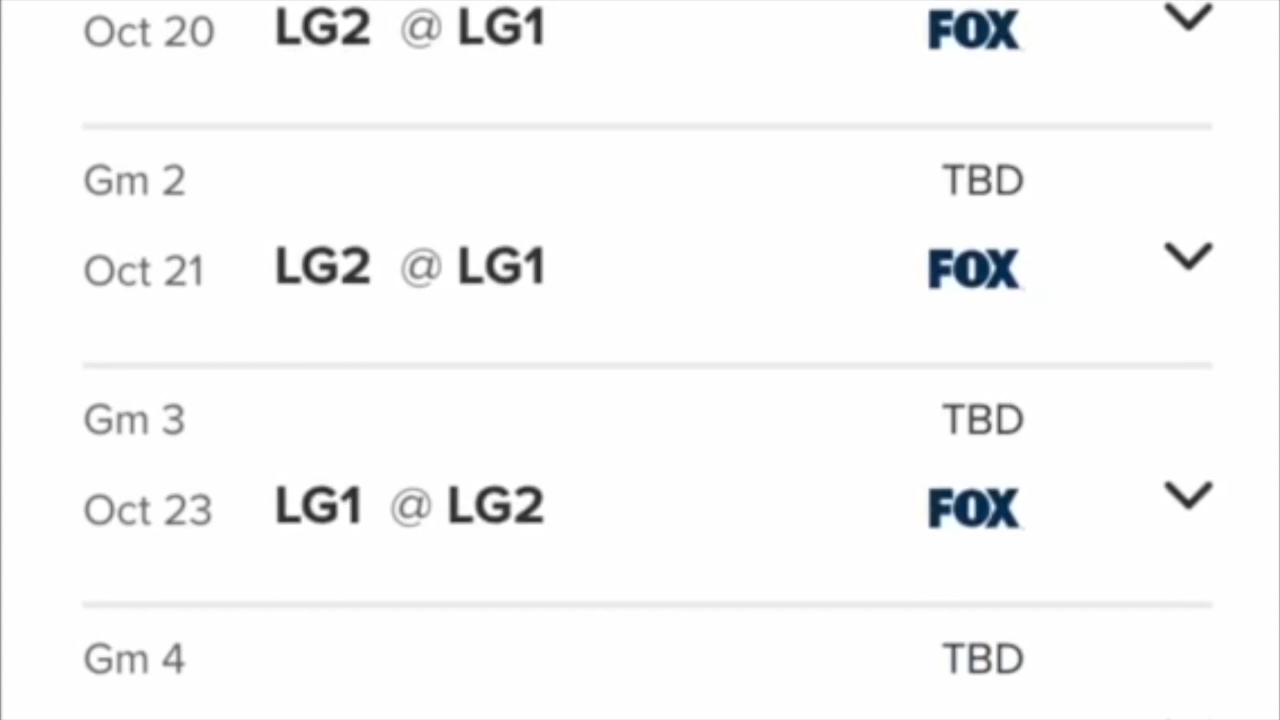 Oct 20 LG2 @ LG1 FOX
Gm 2 TBD
Oct 21 LG2 @ LG1 FOX
Gm 3 TBD
Oct 23 LG1 @ LG2 FOX
Gm 4 TBD